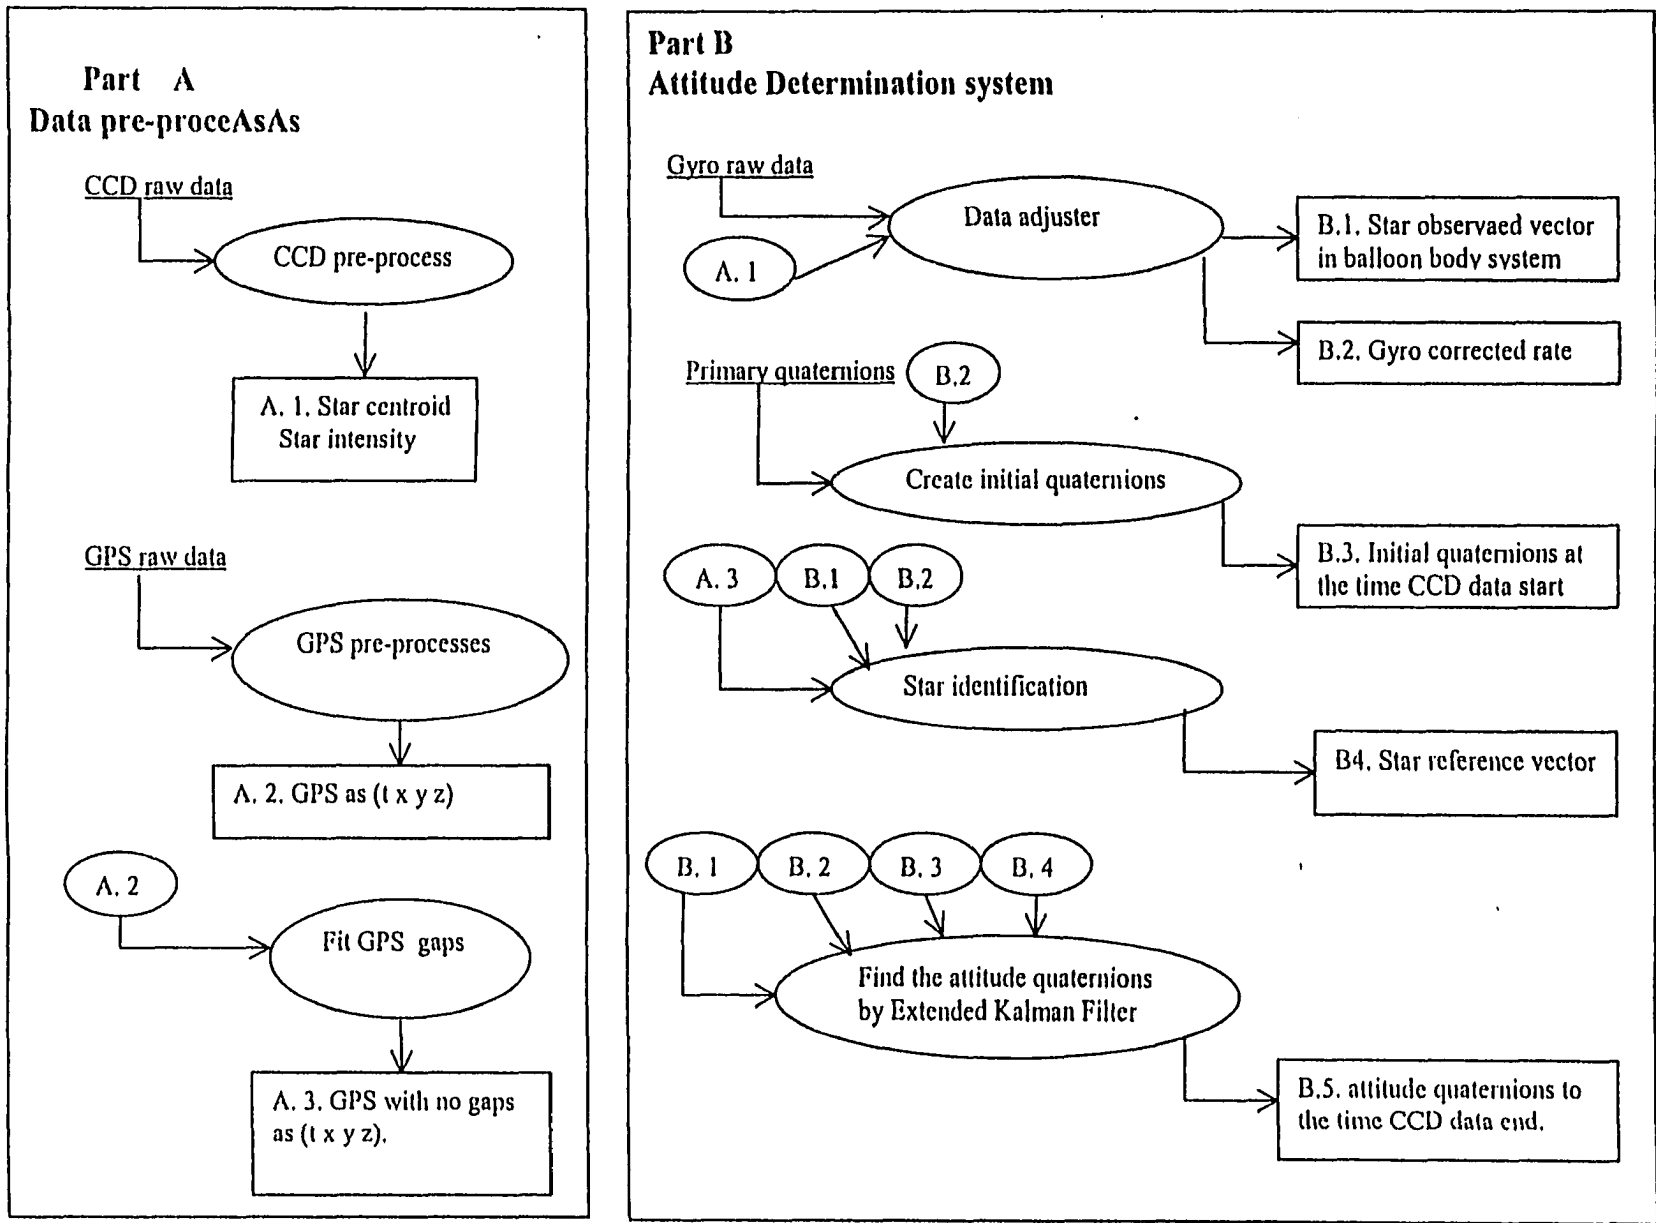 Part A
Data pre-proceAsAs
CCD raw data
CCD pre-process
A. 1. Star centroid
Star intensity
GPS raw data
GPS pre-processes
A. 2. GPS as (t x y z)
A. 2
Fit GPS gaps
A. 3. GPS with no gaps
as (t x y z).
Part B
Attitude Determination system
Gyro raw data
Data adjuster
A. 1
B.1. Star observaed vector
in balloon body system
B.2. Gyro corrected rate
Primary quaternions
B.2
Create initial quaternions
B.3. Initial quaternions at
the time CCD data start
A. 3
B.1
B.2
Star identification
B4. Star reference vector
B. 1
B. 2
B. 3
B. 4
Find the attitude quaternions
by Extended Kalman Filter
B.5. attitude quaternions to
the time CCD data end.